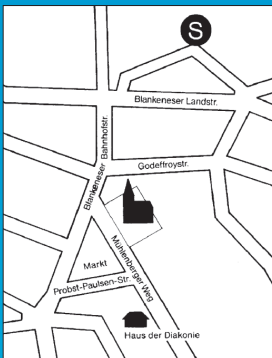 S
Blankeneser Landstr.
Blankeneser Bahnhofstr.
Godeffroystr.
Mühlenberger Weg
Markt
Probst-Paulsen-Str.
Haus der Diakonie